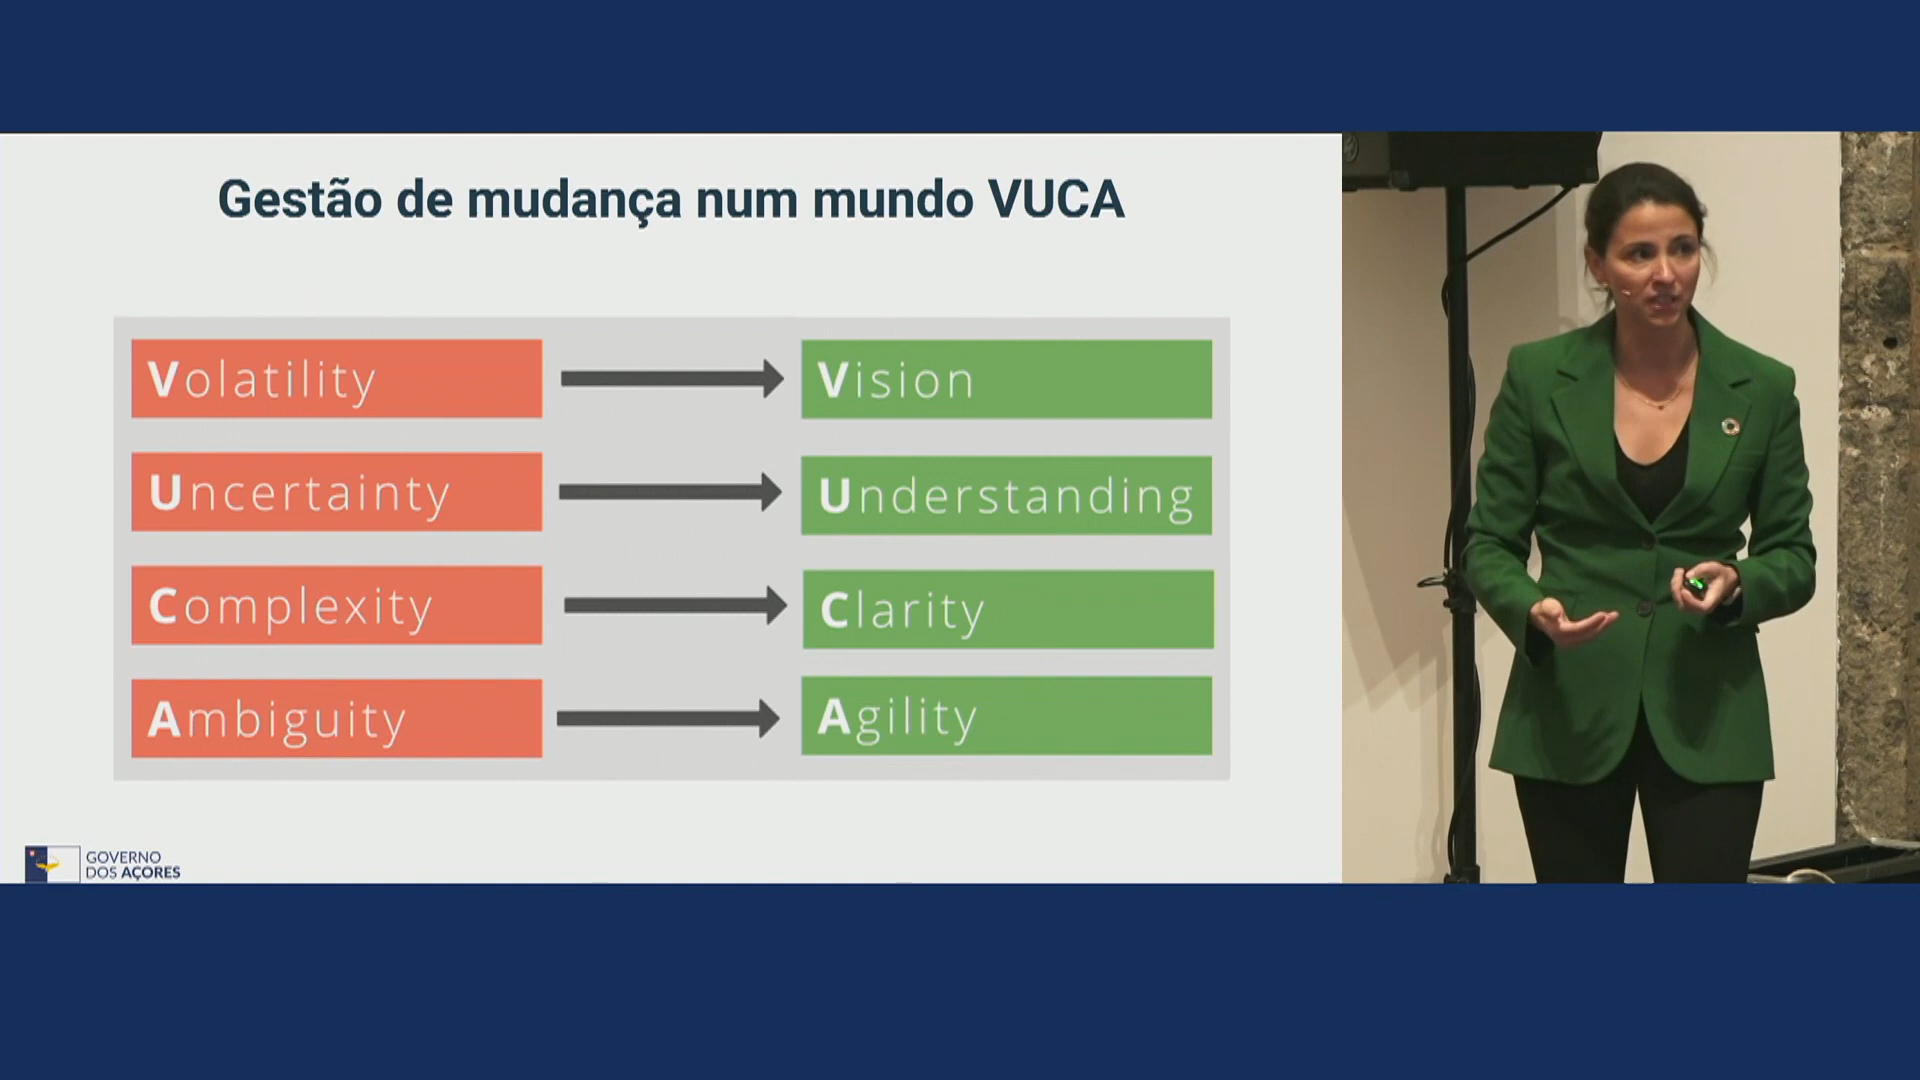 Gestão de mudança num mundo VUCA
Volatility
Vision
Uncertainty
Understanding
Complexity
Clarity
Ambiguity
Agility
GOVERNO
DOS AÇORES